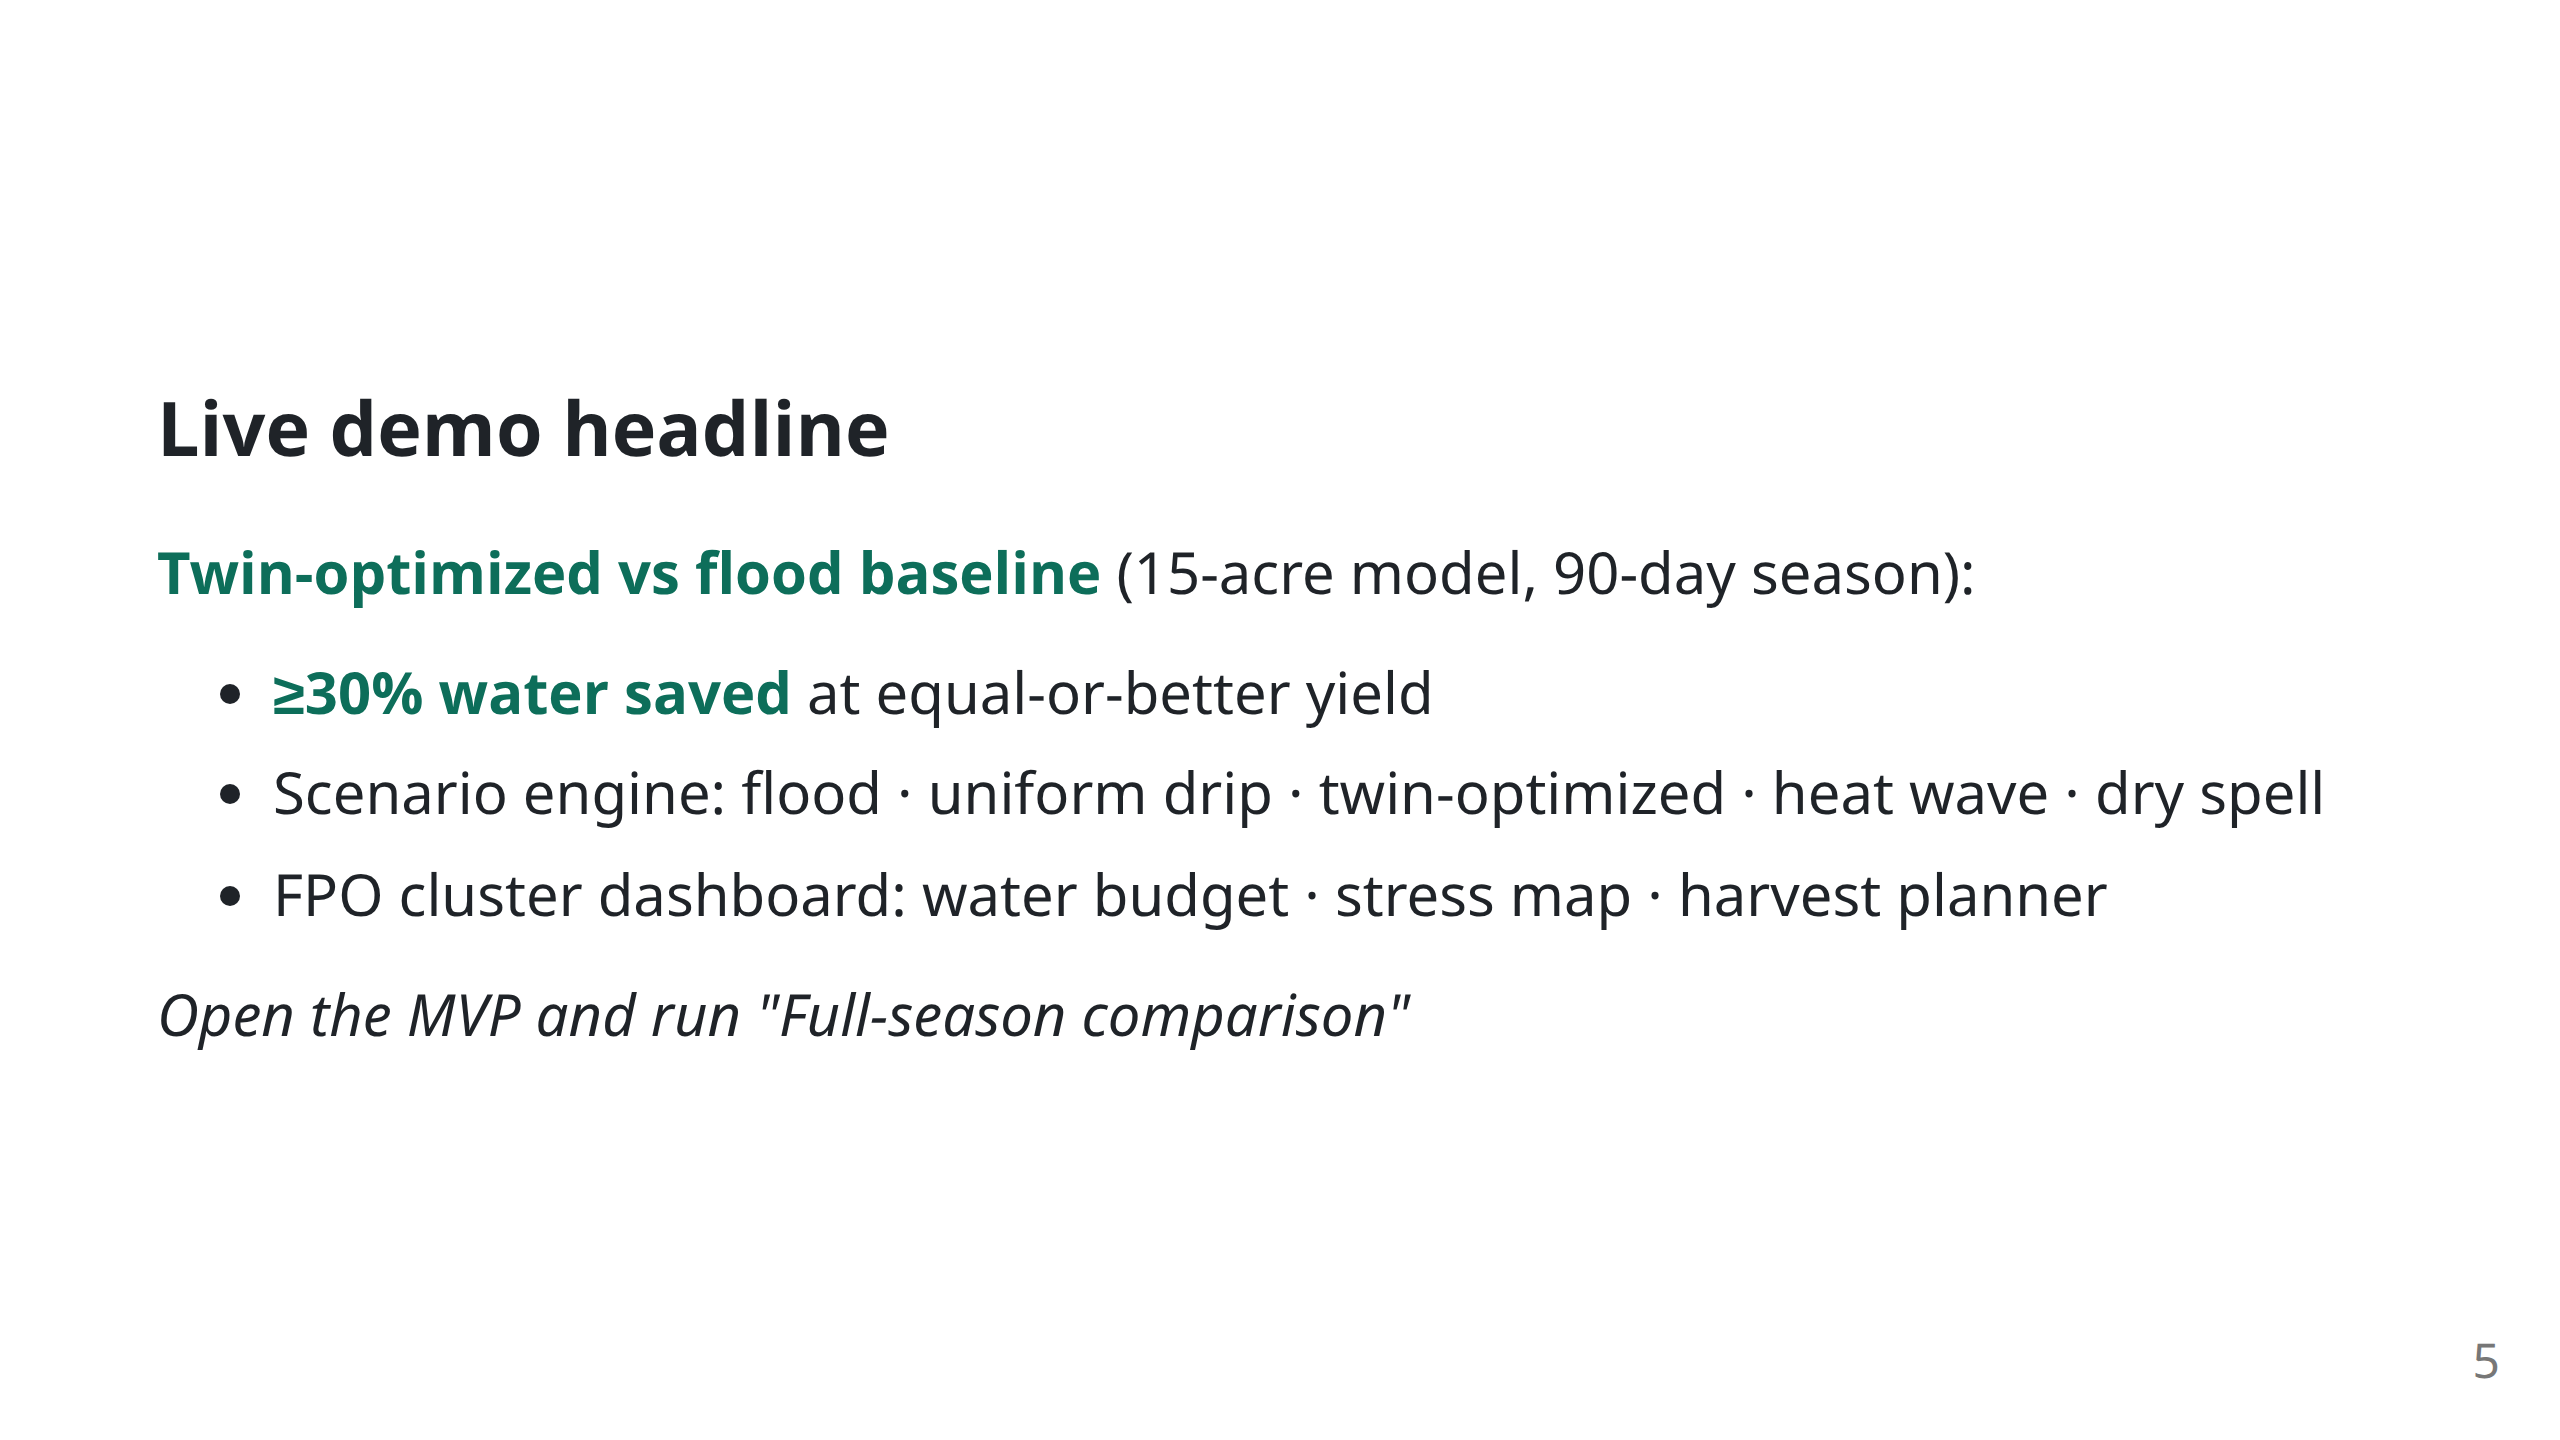 Live demo headline
Twin-optimized vs flood baseline (15-acre model, 90-day season):
• ≥30% water saved at equal-or-better yield
• Scenario engine: flood · uniform drip · twin-optimized · heat wave · dry spell
• FPO cluster dashboard: water budget · stress map · harvest planner
Open the MVP and run "Full-season comparison"
5